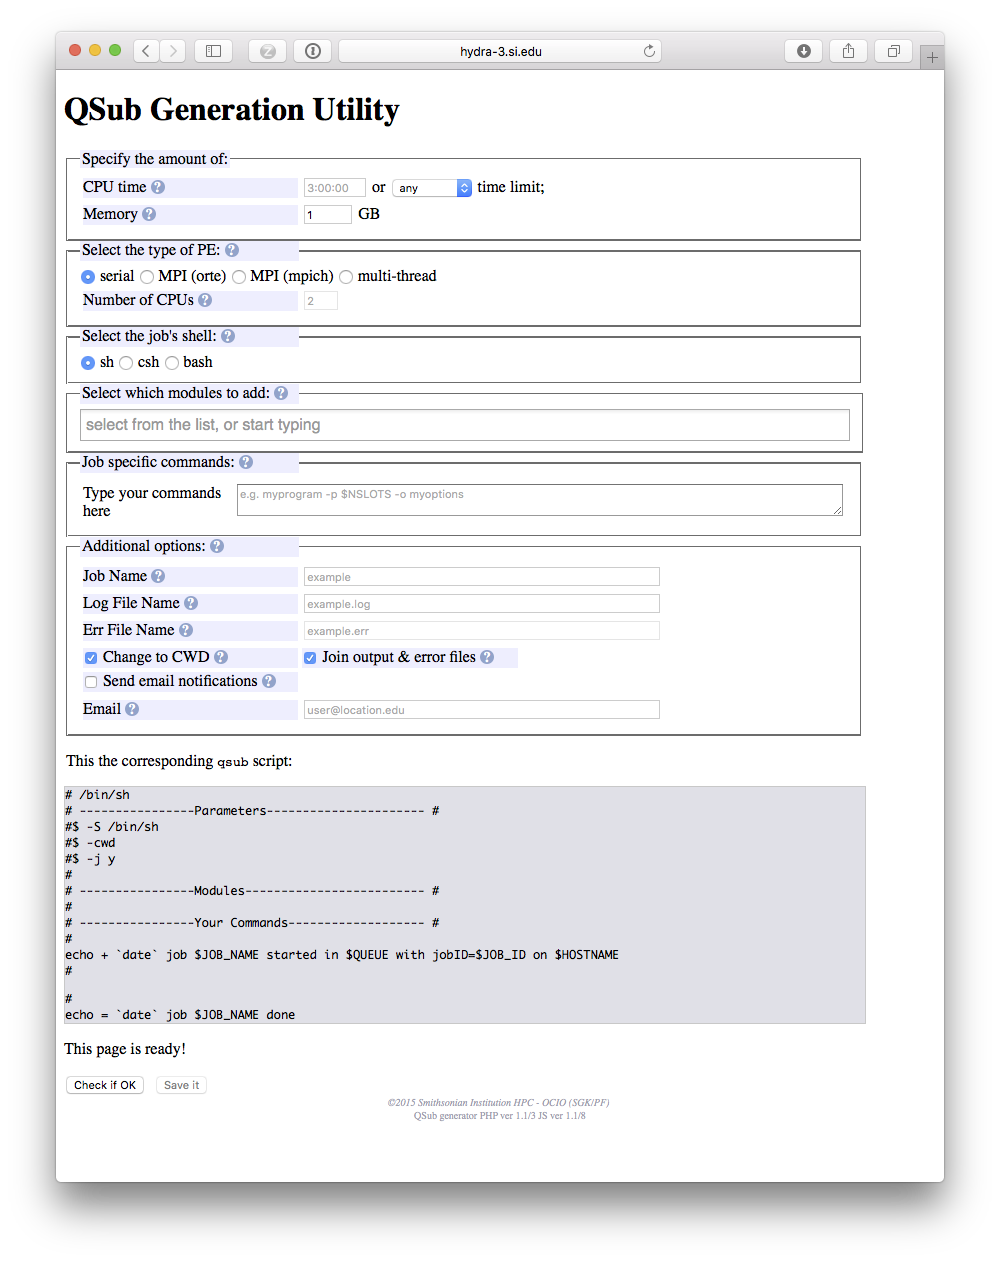 hydra-3.si.edu
QSub Generation Utility
Specify the amount of:
CPU time ? 3:00:00 or any time limit;
Memory ? 1 GB
Select the type of PE: ?
serial MPI (orte) MPI (mpich) multi-thread
Number of CPUs ? 2
Select the job's shell: ?
sh csh bash
Select which modules to add: ?
select from the list, or start typing
Job specific commands: ?
Type your commands
here
e.g. myprogram -p $NSLOTS -o myoptions
Additional options: ?
Job Name ? example
Log File Name ? example.log
Err File Name ? example.err
Change to CWD ? Join output & error files ?
Send email notifications ?
Email ? user@location.edu
This the corresponding qsub script:
# /bin/sh
# ----------------Parameters---------------------- #
#$ -S /bin/sh
#$ -cwd
#$ -j y
#
# ----------------Modules------------------------- #
#
# ----------------Your Commands------------------- #
#
echo + `date` job $JOB_NAME started in $QUEUE with jobID=$JOB_ID on $HOSTNAME
#
#
echo = `date` job $JOB_NAME done
This page is ready!
Check if OK Save it
©2015 Smithsonian Institution HPC - OCIO (SGK/PF)
QSub generator PHP ver 1.1/3 JS ver 1.1/8